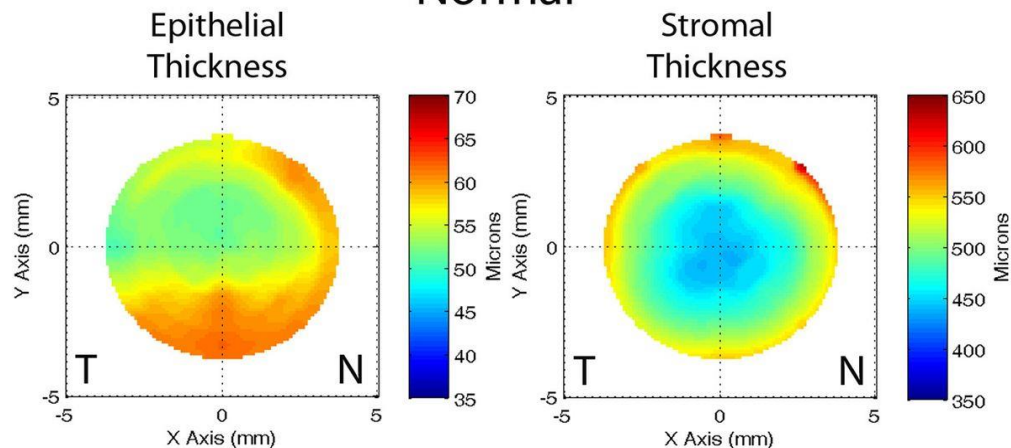 Normal
Epithelial
Thickness
5
0
-5
Y Axis (mm)
T
N
-5
0
5
X Axis (mm)
70
65
60
55
50
45
40
35
Microns
Stromal
Thickness
5
0
-5
Y Axis (mm)
T
N
-5
0
5
X Axis (mm)
650
600
550
500
450
400
350
Microns